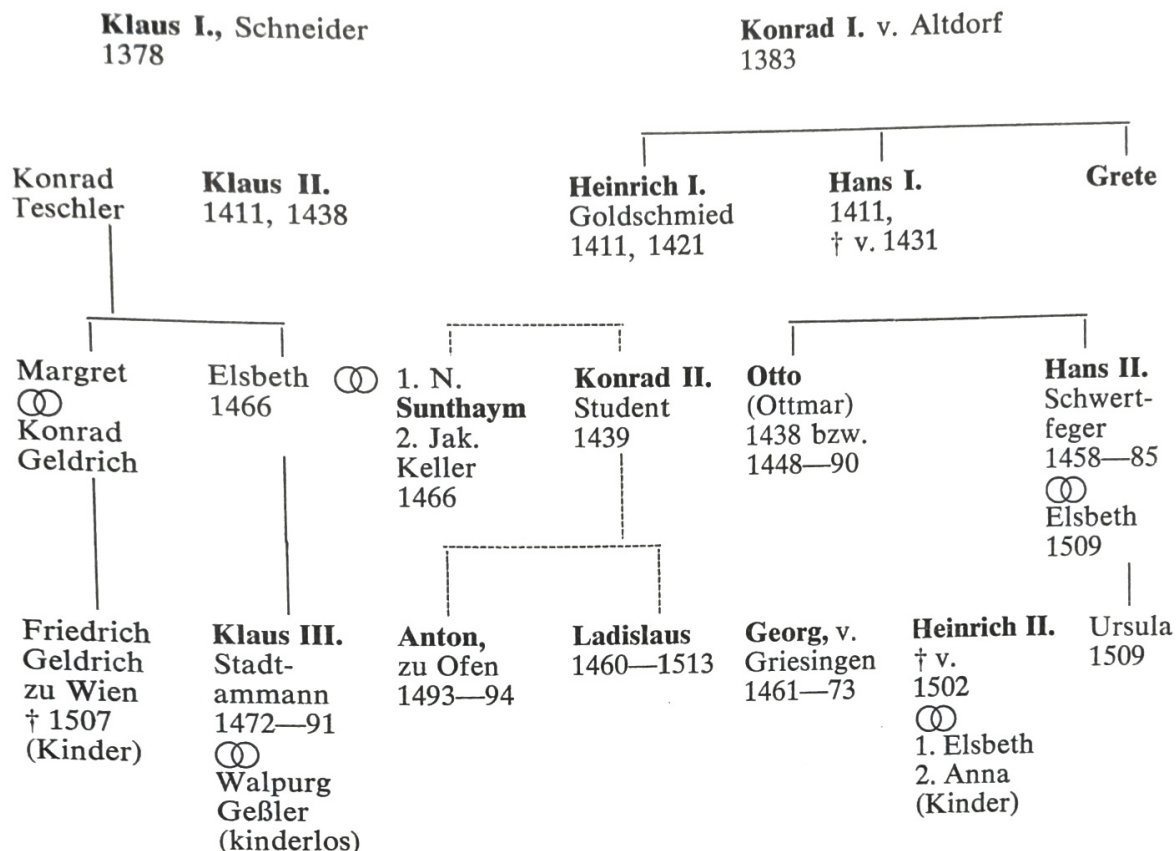 Klaus I., Schneider
1378
Konrad I. v. Altdorf
1383
Konrad
Teschler
Klaus II.
1411, 1438
Heinrich I.
Goldschmied
1411, 1421
Hans I.
1411,
† v. 1431
Grete
Margret
Konrad
Geldrich
Elsbeth
1466
1. N.
Sunthaym
2. Jak.
Keller
1466
Konrad II.
Student
1439
Otto
(Ottmar)
1438 bzw.
1448—90
Hans II.
Schwert-
feger
1458—85
Elsbeth
1509
Friedrich
Geldrich
zu Wien
† 1507
(Kinder)
Klaus III.
Stadt-
ammann
1472—91
Walpurg
Geßler
(kinderlos)
Anton,
zu Ofen
1493—94
Ladislaus
1460—1513
Georg, v.
Griesingen
1461—73
Heinrich II.
† v.
1502
1. Elsbeth
2. Anna
(Kinder)
Ursula
1509